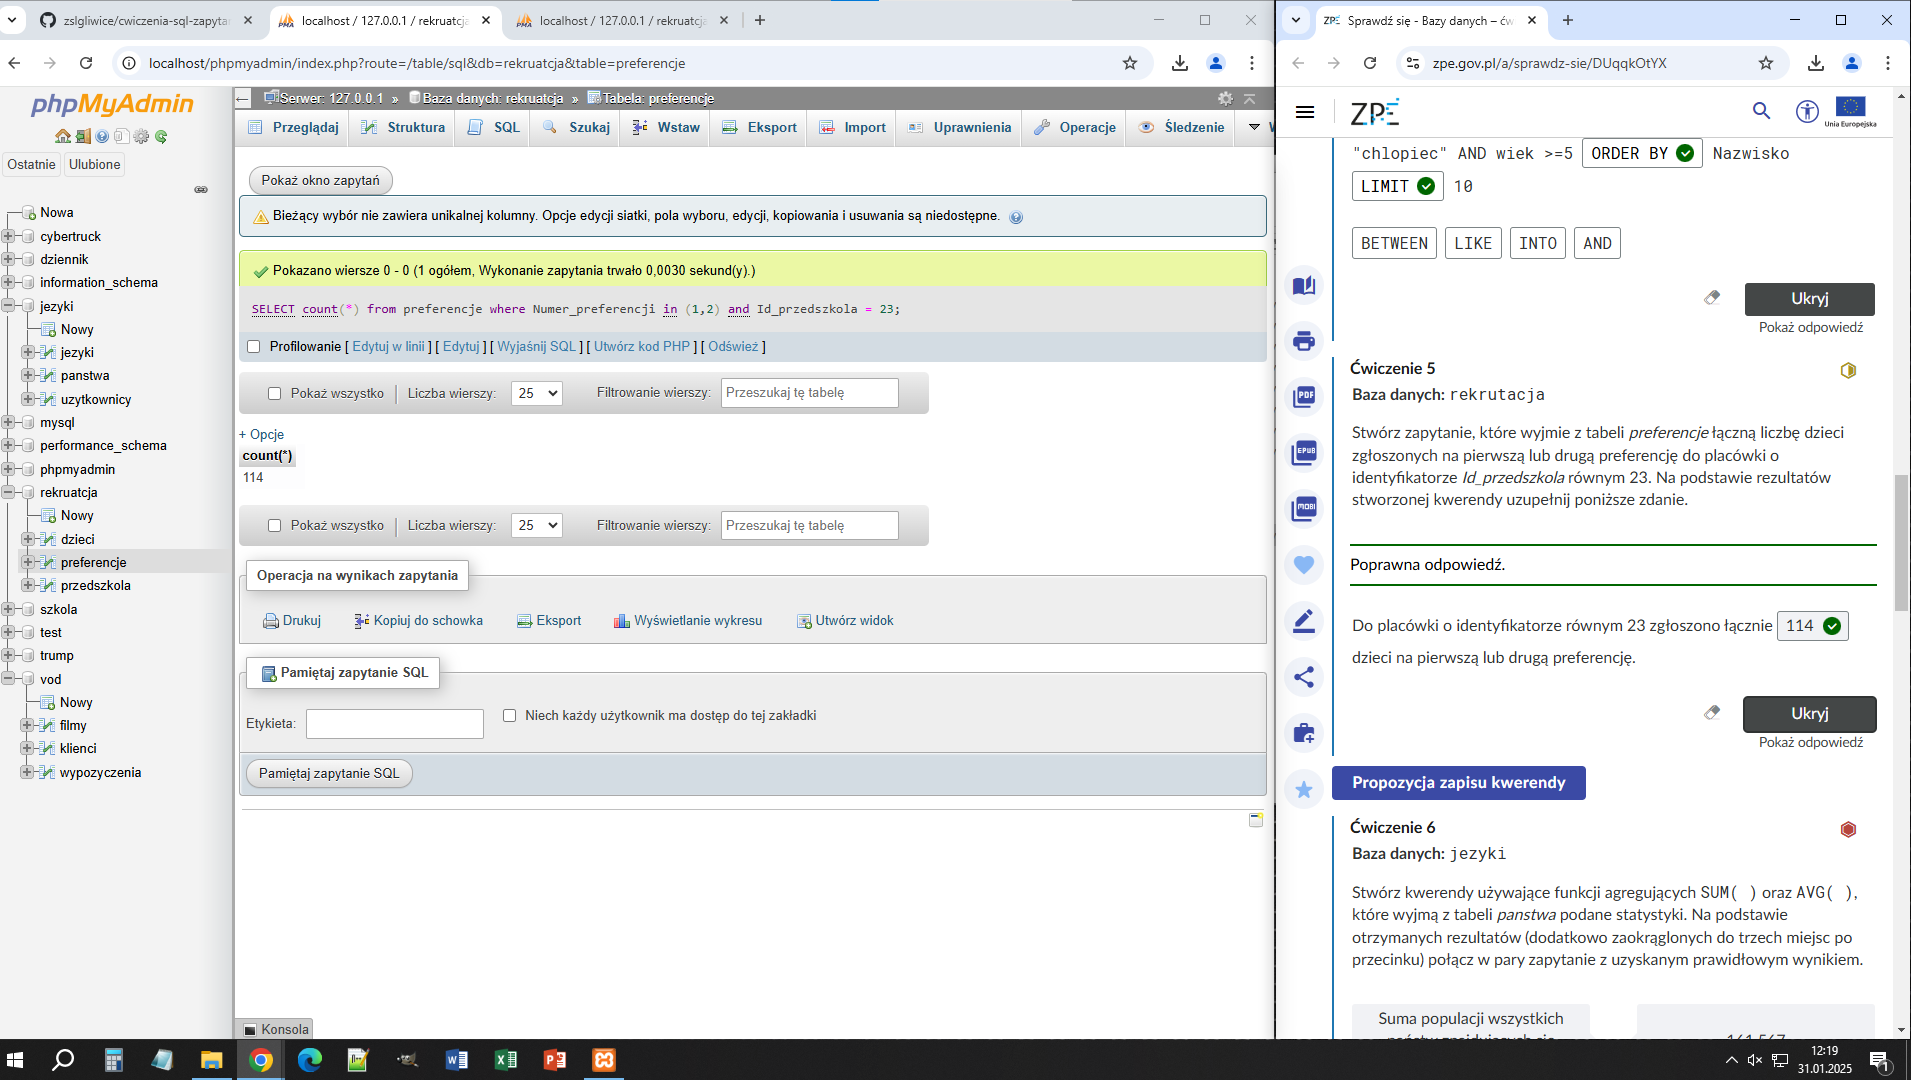 zslgliwice/cwiczenia-sql-zapytan
localhost / 127.0.0.1 / rekruatcja
localhost / 127.0.0.1 / rekruatcja
localhost/phpmyadmin/index.php?route=/table/sql&db=rekruatcja&table=preferencje
phpMyAdmin
Ostatnie
Ulubione
Nowa
cybertruck
dziennik
information_schema
jezyki
Nowy
jezyki
panstwa
uzytkownicy
mysql
performance_schema
phpmyadmin
rekruatcja
Nowy
dzieci
preferencje
przedszkola
szkola
test
trump
vod
Nowy
filmy
klienci
wypozyczenia
Serwer: 127.0.0.1 » Baza danych: rekruatcja » Tabela: preferencje
Przeglądaj Struktura SQL Szukaj Wstaw Eksport Import Uprawnienia Operacje Śledzenie
Pokaż okno zapytań
Bieżący wybór nie zawiera unikalnej kolumny. Opcje edycji siatki, pola wyboru, edycji, kopiowania i usuwania są niedostępne.
Pokazano wiersze 0 - 0 (1 ogółem, Wykonanie zapytania trwało 0,0030 sekund(y).)
SELECT count(*) from preferencje where Numer_preferencji in (1,2) and Id_przedszkola = 23;
Profilowanie [ Edytuj w linii ] [ Edytuj ] [ Wyjaśnij SQL ] [ Utwórz kod PHP ] [ Odśwież ]
Pokaż wszystko Liczba wierszy: 25 Filtrowanie wierszy: Przeszukaj tę tabelę
+ Opcje
count(*)
114
Pokaż wszystko Liczba wierszy: 25 Filtrowanie wierszy: Przeszukaj tę tabelę
Operacja na wynikach zapytania
Drukuj Kopiuj do schowka Eksport Wyświetlanie wykresu Utwórz widok
Pamiętaj zapytanie SQL
Etykieta: Niech każdy użytkownik ma dostęp do tej zakładki
Pamiętaj zapytanie SQL
Konsola
ZPE Sprawdź się - Bazy danych – ćw
zpe.gov.pl/a/sprawdz-sie/DUqqkOtYX
ZPE
Unia Europejska
"chlopiec" AND wiek >=5 ORDER BY Nazwisko
LIMIT 10
BETWEEN LIKE INTO AND
Ukryj
Pokaż odpowiedź
Ćwiczenie 5
Baza danych: rekrutacja
Stwórz zapytanie, które wyjmie z tabeli preferencje łączną liczbę dzieci
zgłoszonych na pierwszą lub drugą preferencję do placówki o
identyfikatorze Id_przedszkola równym 23. Na podstawie rezultatów
stworzonej kwerendy uzupełnij poniższe zdanie.
Poprawna odpowiedź.
Do placówki o identyfikatorze równym 23 zgłoszono łącznie 114
dzieci na pierwszą lub drugą preferencję.
Ukryj
Pokaż odpowiedź
Propozycja zapisu kwerendy
Ćwiczenie 6
Baza danych: jezyki
Stwórz kwerendy używające funkcji agregujących SUM( ) oraz AVG( ),
które wyjmą z tabeli panstwa podane statystyki. Na podstawie
otrzymanych rezultatów (dodatkowo zaokrąglonych do trzech miejsc po
przecinku) połącz w pary zapytanie z uzyskanym prawidłowym wynikiem.
Suma populacji wszystkich
PDF
EPUB
MOBI
12:19
31.01.2025
1